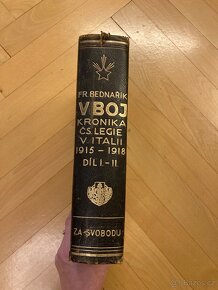 FR. BEDNAŘÍK
V BOJ
KRONIKA
ČS. LEGIE
V ITALII
1915 – 1918
DÍL I. – II.
ZA SVOBODU